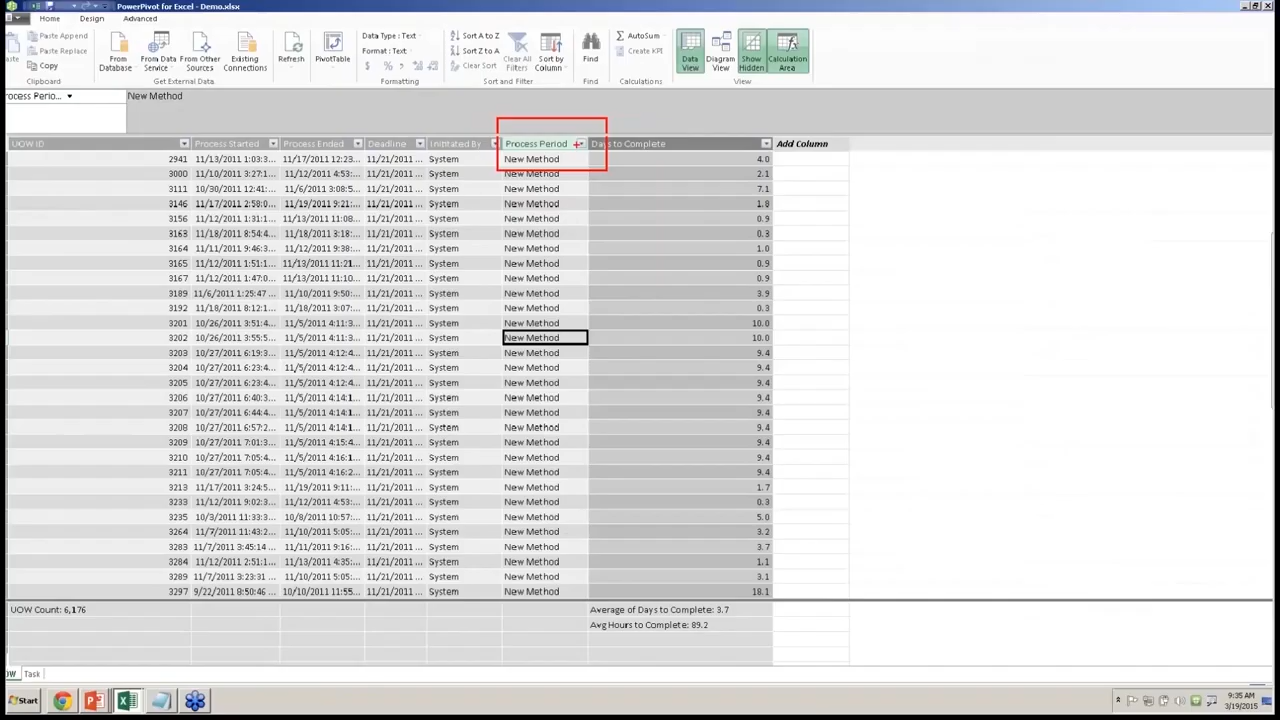 PowerPivot for Excel - Demo.xlsx
Home Design Advanced
Paste Append
Paste Replace
Copy
Clipboard
From Database From Data Service From Other Sources Existing Connections
Get External Data
Refresh
PivotTable
Data Type : Text
Format : Text
$ %
Formatting
Sort A to Z
Sort Z to A
Clear Sort
Clear All Filters
Sort by Column
Sort and Filter
Find
Find
AutoSum
Create KPI
Calculations
Data View Diagram View Show Hidden Calculation Area
View
rocess Perio... New Method
UOW ID Process Started Process Ended Deadline Inititated By Process Period Days to Complete Add Column
2941 11/13/2011 1:03:3... 11/17/2011 12:23... 11/21/2011 ... System New Method 4.0
3000 11/10/2011 3:27:1... 11/12/2011 4:53:... 11/21/2011 ... System New Method 2.1
3111 10/30/2011 12:41:... 11/6/2011 3:08:5... 11/21/2011 ... System New Method 7.1
3146 11/17/2011 2:58:0... 11/19/2011 9:21:... 11/21/2011 ... System New Method 1.8
3156 11/12/2011 1:31:1... 11/13/2011 11:08... 11/21/2011 ... System New Method 0.9
3163 11/18/2011 8:54:4... 11/18/2011 3:18:... 11/21/2011 ... System New Method 0.3
3164 11/11/2011 9:46:3... 11/12/2011 9:38:... 11/21/2011 ... System New Method 1.0
3165 11/12/2011 1:51:1... 11/13/2011 11:21... 11/21/2011 ... System New Method 0.9
3167 11/12/2011 1:47:0... 11/13/2011 11:10... 11/21/2011 ... System New Method 0.9
3189 11/6/2011 1:25:47 ... 11/10/2011 9:50:... 11/21/2011 ... System New Method 3.9
3192 11/18/2011 8:12:1... 11/18/2011 3:07:... 11/21/2011 ... System New Method 0.3
3201 10/26/2011 3:51:4... 11/5/2011 4:11:3... 11/21/2011 ... System New Method 10.0
3202 10/26/2011 3:55:5... 11/5/2011 4:11:3... 11/21/2011 ... System New Method 10.0
3203 10/27/2011 6:19:3... 11/5/2011 4:12:4... 11/21/2011 ... System New Method 9.4
3204 10/27/2011 6:23:4... 11/5/2011 4:12:4... 11/21/2011 ... System New Method 9.4
3205 10/27/2011 6:23:4... 11/5/2011 4:12:4... 11/21/2011 ... System New Method 9.4
3206 10/27/2011 6:40:3... 11/5/2011 4:14:1... 11/21/2011 ... System New Method 9.4
3207 10/27/2011 6:44:4... 11/5/2011 4:14:1... 11/21/2011 ... System New Method 9.4
3208 10/27/2011 6:57:2... 11/5/2011 4:14:1... 11/21/2011 ... System New Method 9.4
3209 10/27/2011 7:01:3... 11/5/2011 4:15:4... 11/21/2011 ... System New Method 9.4
3210 10/27/2011 7:05:4... 11/5/2011 4:16:1... 11/21/2011 ... System New Method 9.4
3211 10/27/2011 7:05:4... 11/5/2011 4:16:2... 11/21/2011 ... System New Method 9.4
3213 11/17/2011 3:24:5... 11/19/2011 9:11:... 11/21/2011 ... System New Method 1.7
3233 11/12/2011 9:02:3... 11/12/2011 4:53:... 11/21/2011 ... System New Method 0.3
3235 10/3/2011 11:33:3... 10/8/2011 10:57:... 11/21/2011 ... System New Method 5.0
3264 11/7/2011 11:43:2... 11/10/2011 5:05:... 11/21/2011 ... System New Method 3.2
3283 11/7/2011 3:45:14 ... 11/11/2011 9:16:... 11/21/2011 ... System New Method 3.7
3284 11/12/2011 2:51:1... 11/13/2011 4:35:... 11/21/2011 ... System New Method 1.1
3289 11/7/2011 3:23:31 ... 11/10/2011 5:05:... 11/21/2011 ... System New Method 3.1
3297 9/22/2011 8:50:46 ... 10/10/2011 11:55... 11/21/2011 ... System New Method 18.1
UOW Count: 6,176 Average of Days to Complete: 3.7
Avg Hours to Complete: 89.2
OW Task
Start 9:35 AM
3/19/2015